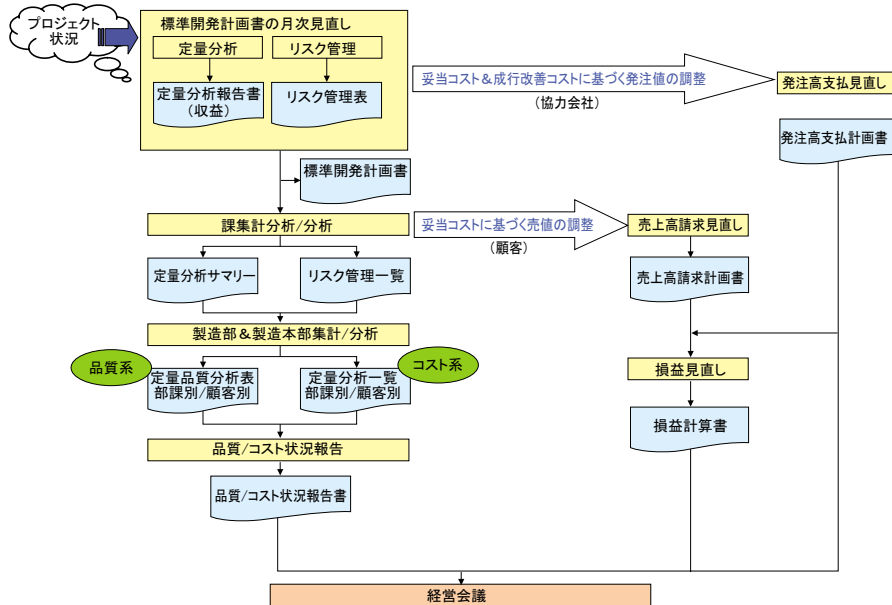 プロジェクト
状況
標準開発計画書の月次見直し
定量分析
リスク管理
定量分析報告書
(収益)
リスク管理表
妥当コスト&成行改善コストに基づく発注値の調整
(協力会社)
発注高支払見直し
発注高支払計画書
標準開発計画書
課集計分析/分析
妥当コストに基づく売値の調整
(顧客)
売上高請求見直し
定量分析サマリー
リスク管理一覧
売上高請求計画書
製造部&製造本部集計/分析
品質系
コスト系
定量品質分析表
部課別/顧客別
定量分析一覧
部課別/顧客別
損益見直し
損益計算書
品質/コスト状況報告
品質/コスト状況報告書
経営会議